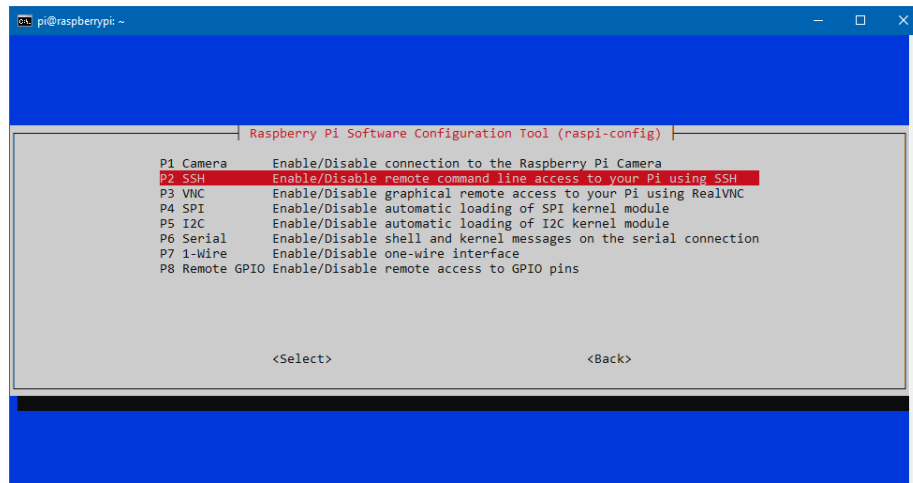 pi@raspberrypi: ~
Raspberry Pi Software Configuration Tool (raspi-config)
P1 Camera Enable/Disable connection to the Raspberry Pi Camera
P2 SSH Enable/Disable remote command line access to your Pi using SSH
P3 VNC Enable/Disable graphical remote access to your Pi using RealVNC
P4 SPI Enable/Disable automatic loading of SPI kernel module
P5 I2C Enable/Disable automatic loading of I2C kernel module
P6 Serial Enable/Disable shell and kernel messages on the serial connection
P7 1-Wire Enable/Disable one-wire interface
P8 Remote GPIO Enable/Disable remote access to GPIO pins
<Select> <Back>